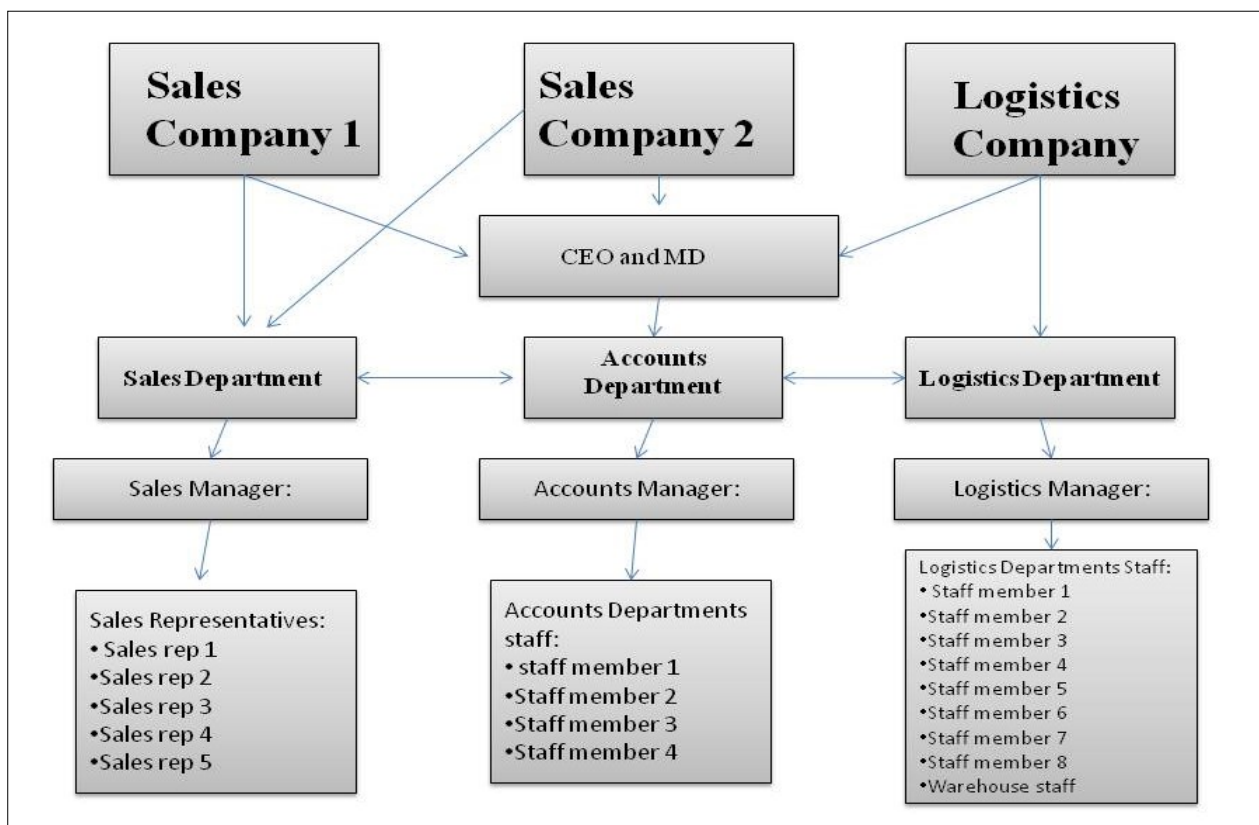 Sales
Company 1
Sales
Company 2
Logistics
Company
CEO and MD
Sales Department
Accounts
Department
Logistics Department
Sales Manager:
Accounts Manager:
Logistics Manager:
Sales Representatives:
• Sales rep 1
•Sales rep 2
•Sales rep 3
•Sales rep 4
•Sales rep 5
Accounts Departments
staff:
• staff member 1
•Staff member 2
•Staff member 3
•Staff member 4
Logistics Departments Staff:
• Staff member 1
•Staff member 2
•Staff member 3
•Staff member 4
•Staff member 5
•Staff member 6
•Staff member 7
•Staff member 8
•Warehouse staff